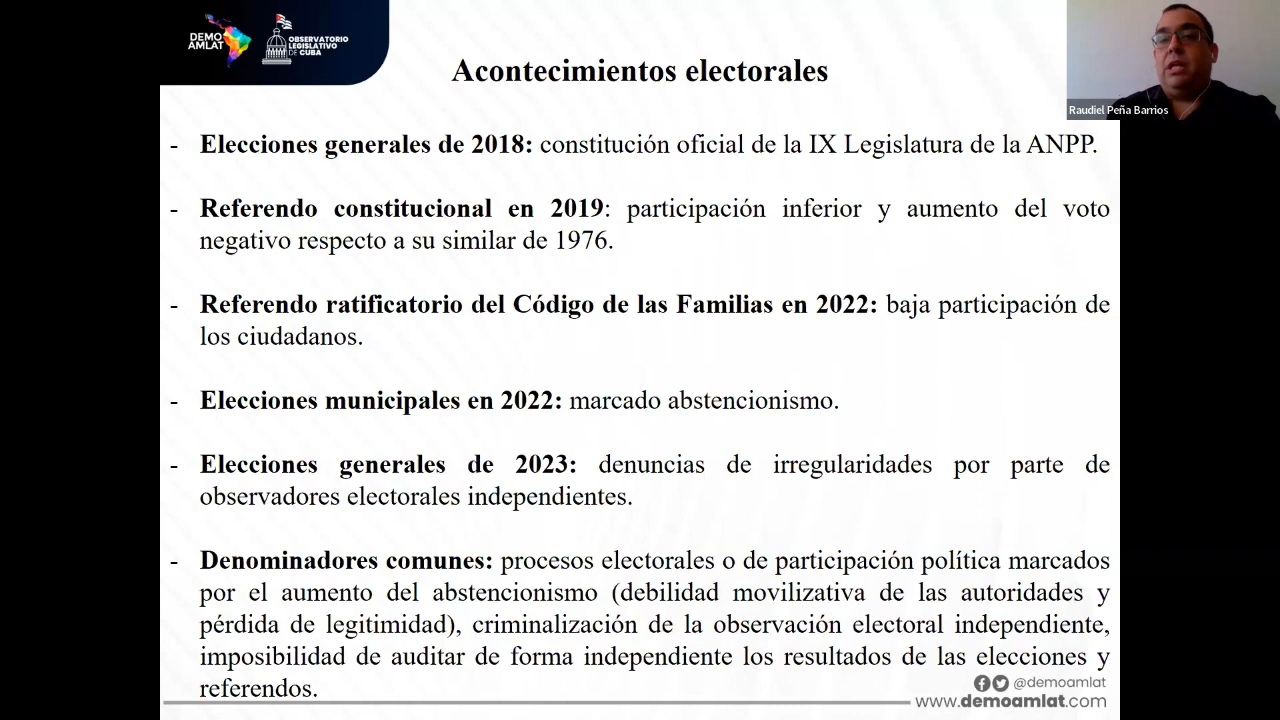 DEMO
AMLAT
OBSERVATORIO
LEGISLATIVO
DE CUBA
Acontecimientos electorales
Raudiel Peña Barrios
- Elecciones generales de 2018: constitución oficial de la IX Legislatura de la ANPP.
- Referendo constitucional en 2019: participación inferior y aumento del voto
negativo respecto a su similar de 1976.
- Referendo ratificatorio del Código de las Familias en 2022: baja participación de
los ciudadanos.
- Elecciones municipales en 2022: marcado abstencionismo.
- Elecciones generales de 2023: denuncias de irregularidades por parte de
observadores electorales independientes.
- Denominadores comunes: procesos electorales o de participación política marcados
por el aumento del abstencionismo (debilidad movilizativa de las autoridades y
pérdida de legitimidad), criminalización de la observación electoral independiente,
imposibilidad de auditar de forma independiente los resultados de las elecciones y
referendos.
@demoamlat
www.demoamlat.com